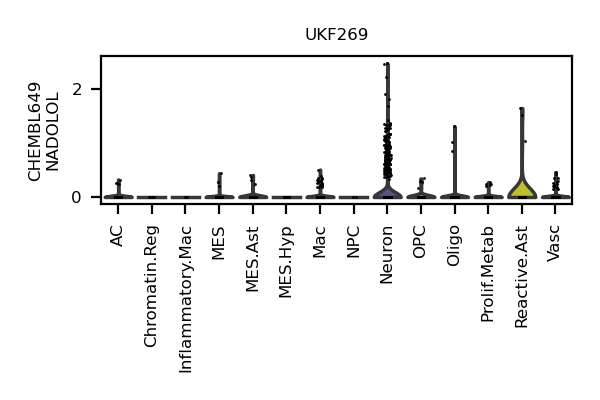 UKF269
CHEMBL649
NADOLOL
2
0
AC
Chromatin.Reg
Inflammatory.Mac
MES
MES.Ast
MES.Hyp
Mac
NPC
Neuron
OPC
Oligo
Prolif.Metab
Reactive.Ast
Vasc